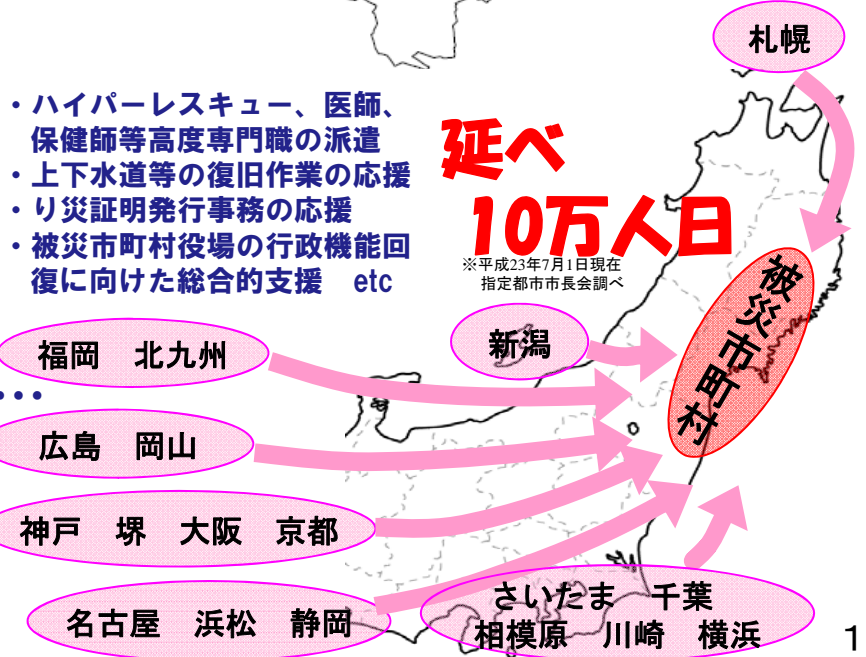 札幌
・ハイパーレスキュー、医師、
保健師等高度専門職の派遣
・上下水道等の復旧作業の応援
・り災証明発行事務の応援
・被災市町村役場の行政機能回
復に向けた総合的支援　etc
延べ
10万人日
※平成23年7月1日現在
指定都市市長会調べ
被災市町村
新潟
福岡　北九州
・・・
広島　岡山
神戸　堺　大阪　京都
名古屋　浜松　静岡
さいたま　千葉
相模原　川崎　横浜
1